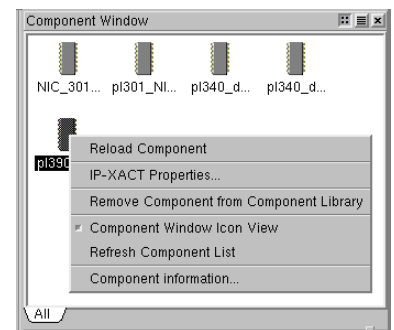 Component Window
NIC_301... pl301_NI... pl340_d... pl340_d...
pl390
Reload Component
IP-XACT Properties...
Remove Component from Component Library
Component Window Icon View
Refresh Component List
Component information...
All